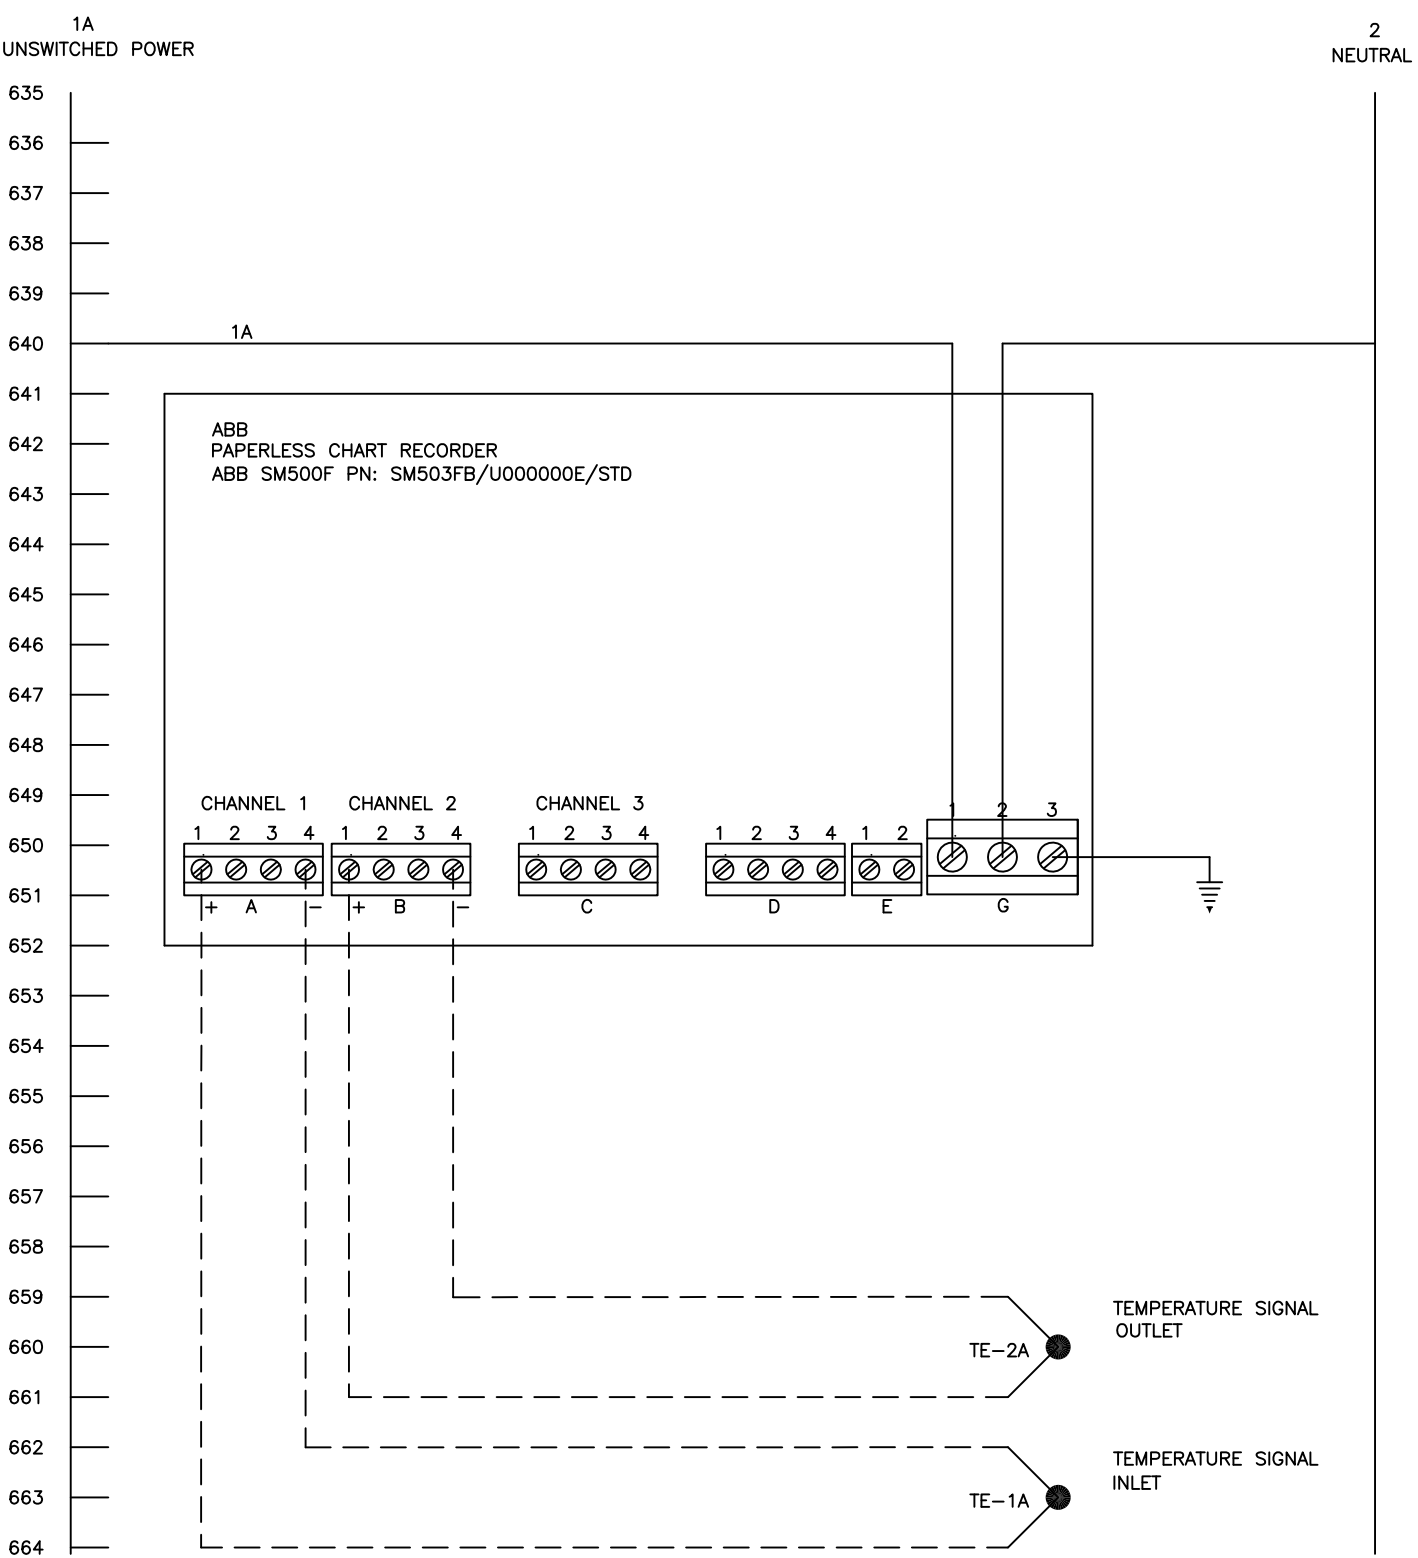 1A
UNSWITCHED POWER
2
NEUTRAL
635
636
637
638
639
1A
640
641
ABB
642 PAPERLESS CHART RECORDER
ABB SM500F PN: SM503FB/U000000E/STD
643
644
645
646
647
648
649
CHANNEL 1 CHANNEL 2 CHANNEL 3
1 2 3
650
1 2 3 4 1 2 3 4 1 2 3 4 1 2 3 4 1 2
651
+ A - + B - C D E G
652
653
654
655
656
657
658
659
TEMPERATURE SIGNAL
OUTLET
660
TE-2A
661
662
TEMPERATURE SIGNAL
INLET
663
TE-1A
664